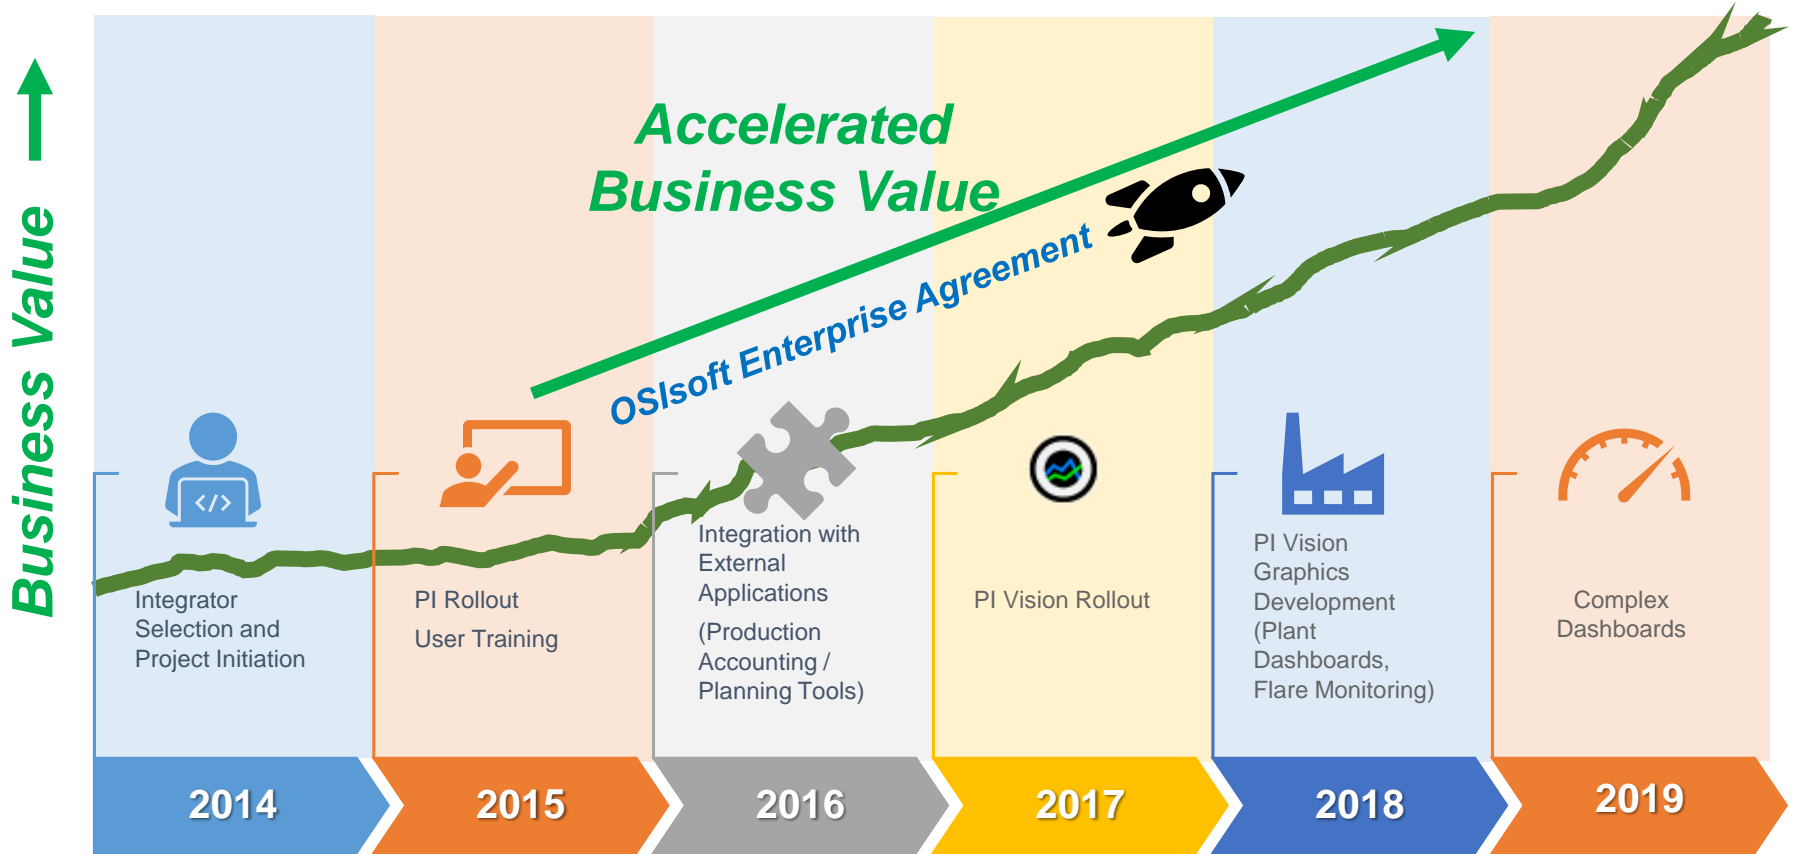 Business Value
Accelerated
Business Value
OSIsoft Enterprise Agreement
</>
Integrator
Selection and
Project Initiation
PI Rollout
User Training
Integration with
External
Applications
(Production
Accounting /
Planning Tools)
PI Vision Rollout
PI Vision
Graphics
Development
(Plant
Dashboards,
Flare Monitoring)
Complex
Dashboards
2014
2015
2016
2017
2018
2019